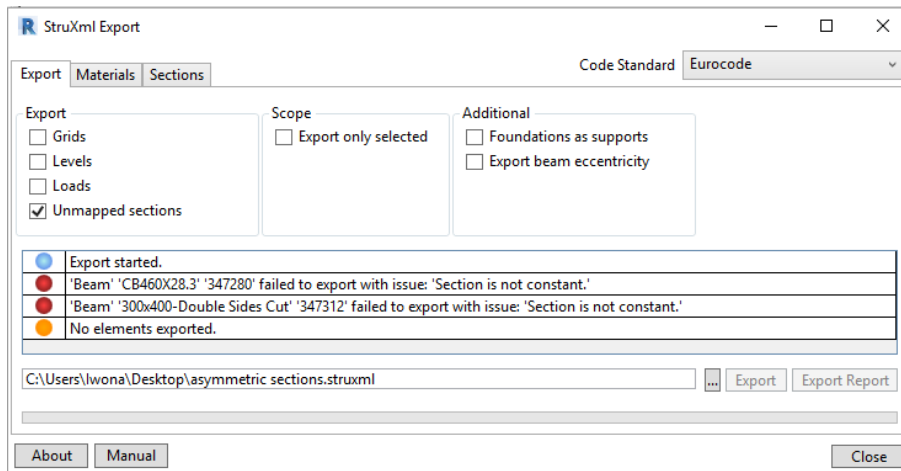 StruXml Export
Code Standard Eurocode
Export Materials Sections
Export Scope Additional
Grids Export only selected Foundations as supports
Levels Export beam eccentricity
Loads
Unmapped sections
Export started.
'Beam' 'CB460X28.3' '347280' failed to export with issue: 'Section is not constant.'
'Beam' '300x400-Double Sides Cut' '347312' failed to export with issue: 'Section is not constant.'
No elements exported.
C:\Users\Iwona\Desktop\asymmetric sections.struxml ... Export Export Report
About Manual Close